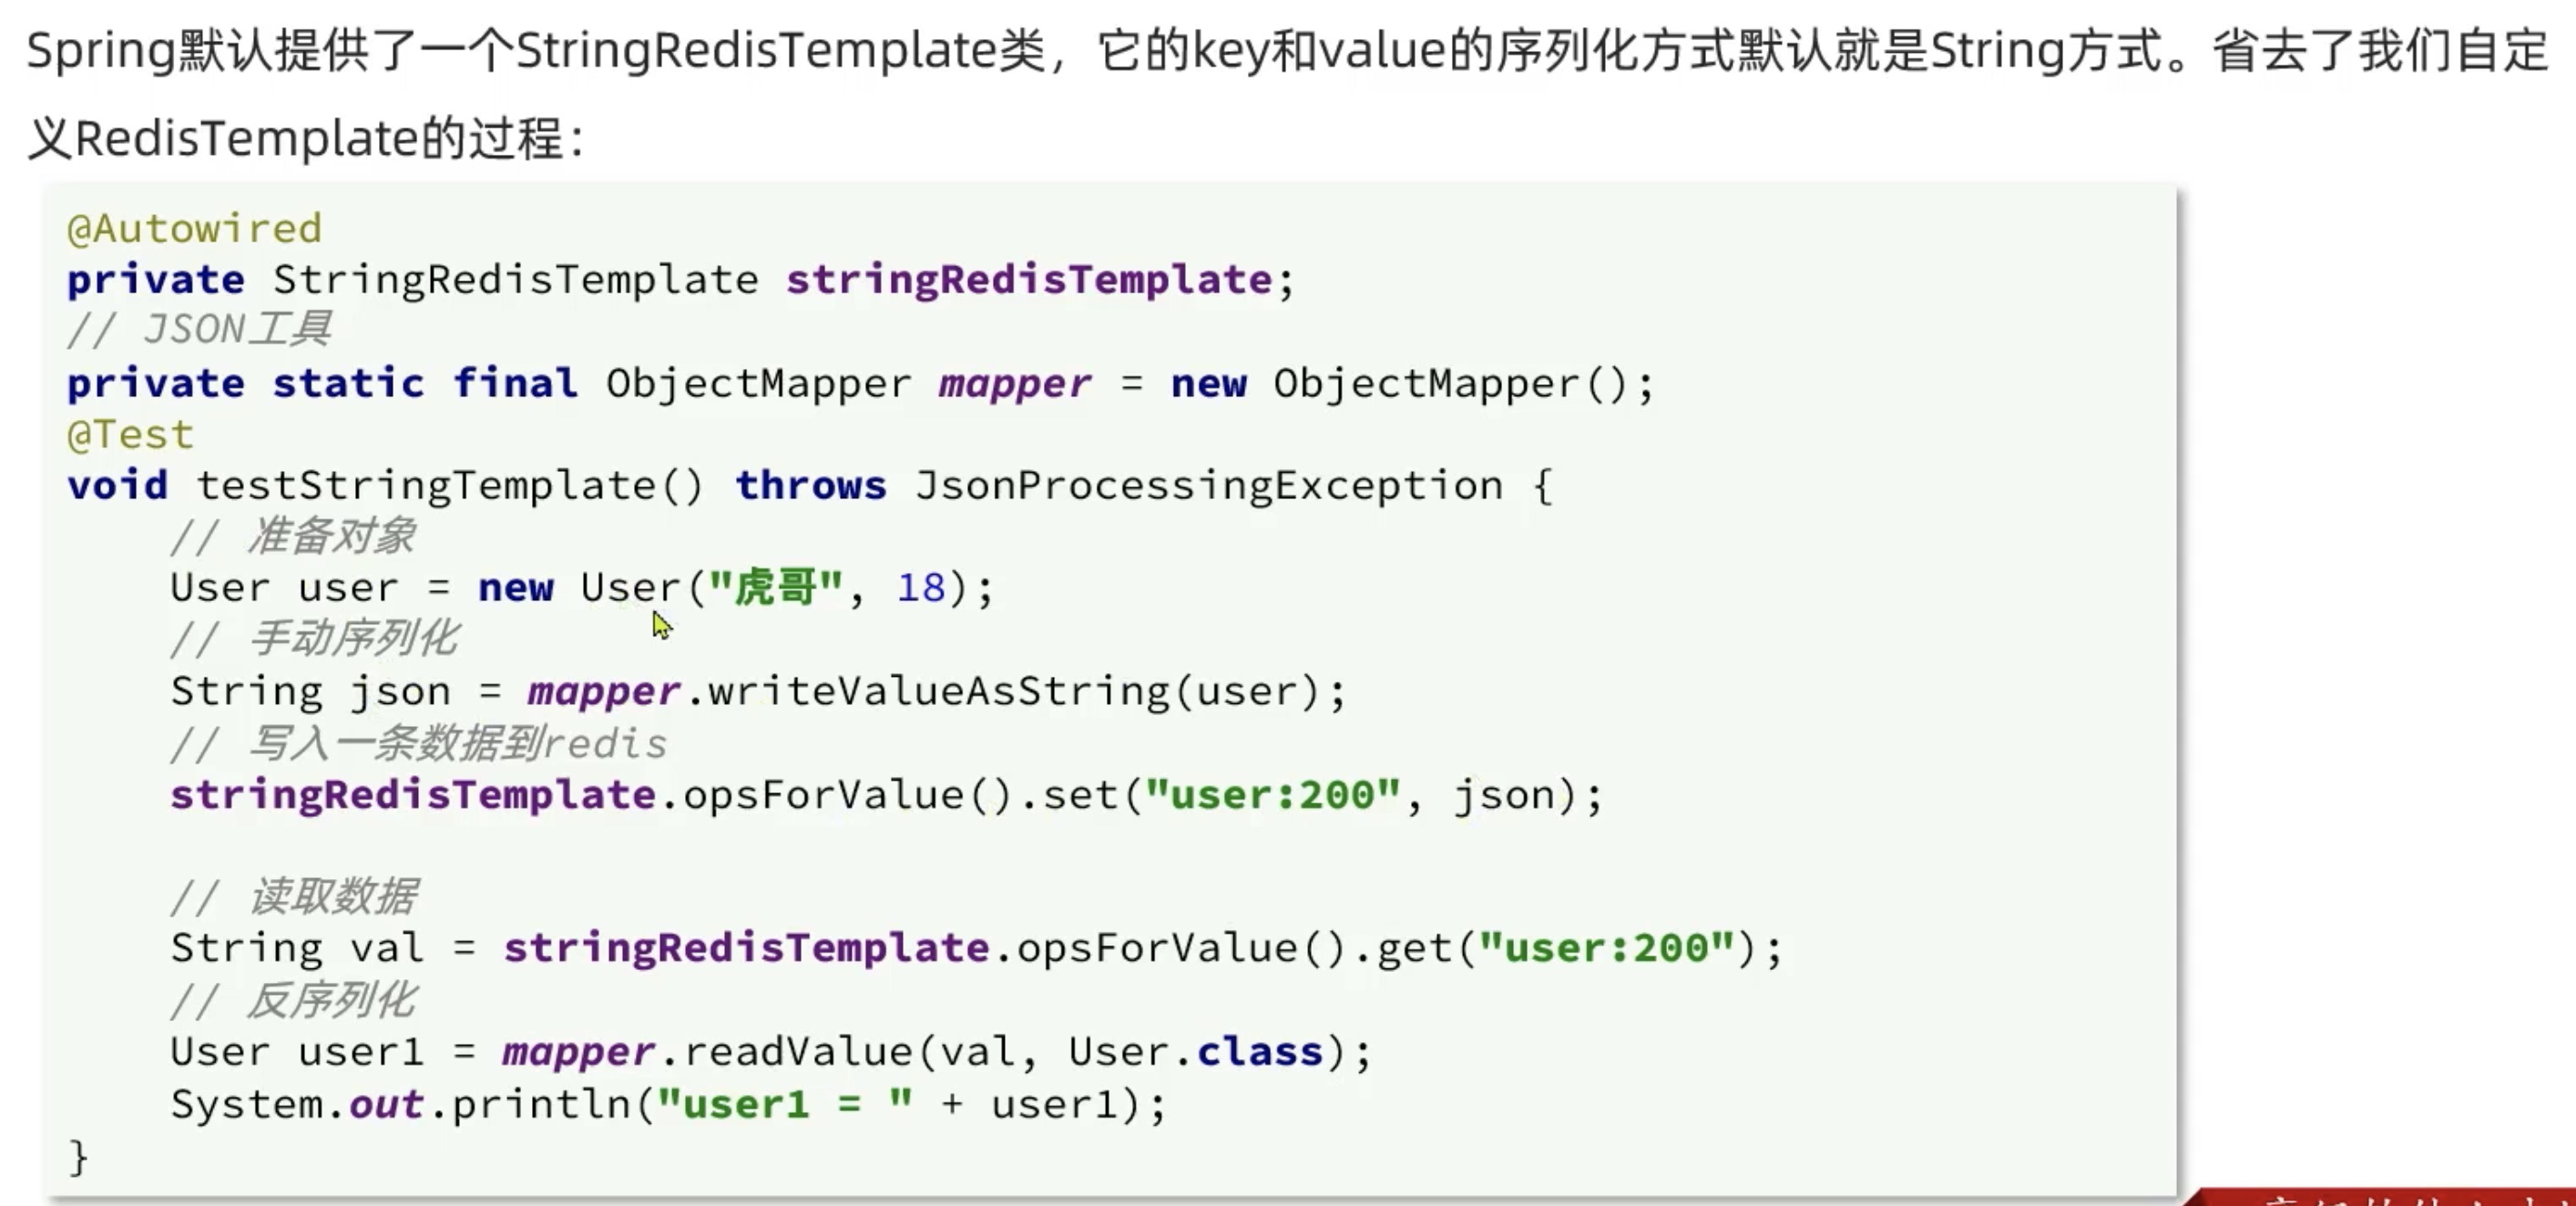 Spring默认提供了一个StringRedisTemplate类，它的key和value的序列化方式默认就是String方式。省去了我们自定
义RedisTemplate的过程：
@Autowired
private StringRedisTemplate stringRedisTemplate;
// JSON工具
private static final ObjectMapper mapper = new ObjectMapper();
@Test
void testStringTemplate() throws JsonProcessingException {
    // 准备对象
    User user = new User("虎哥", 18);
    // 手动序列化
    String json = mapper.writeValueAsString(user);
    // 写入一条数据到redis
    stringRedisTemplate.opsForValue().set("user:200", json);
    // 读取数据
    String val = stringRedisTemplate.opsForValue().get("user:200");
    // 反序列化
    User user1 = mapper.readValue(val, User.class);
    System.out.println("user1 = " + user1);
}